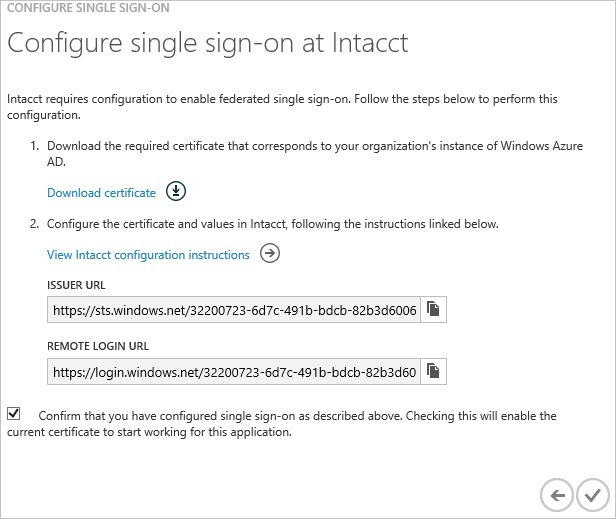 CONFIGURE SINGLE SIGN-ON
Configure single sign-on at Intacct
Intacct requires configuration to enable federated single sign-on. Follow the steps below to perform this
configuration.
1. Download the required certificate that corresponds to your organization's instance of Windows Azure
AD.
Download certificate
2. Configure the certificate and values in Intacct, following the instructions linked below.
View Intacct configuration instructions
ISSUER URL
https://sts.windows.net/32200723-6d7c-491b-bdcb-82b3d6006
REMOTE LOGIN URL
https://login.windows.net/32200723-6d7c-491b-bdcb-82b3d60
Confirm that you have configured single sign-on as described above. Checking this will enable the
current certificate to start working for this application.